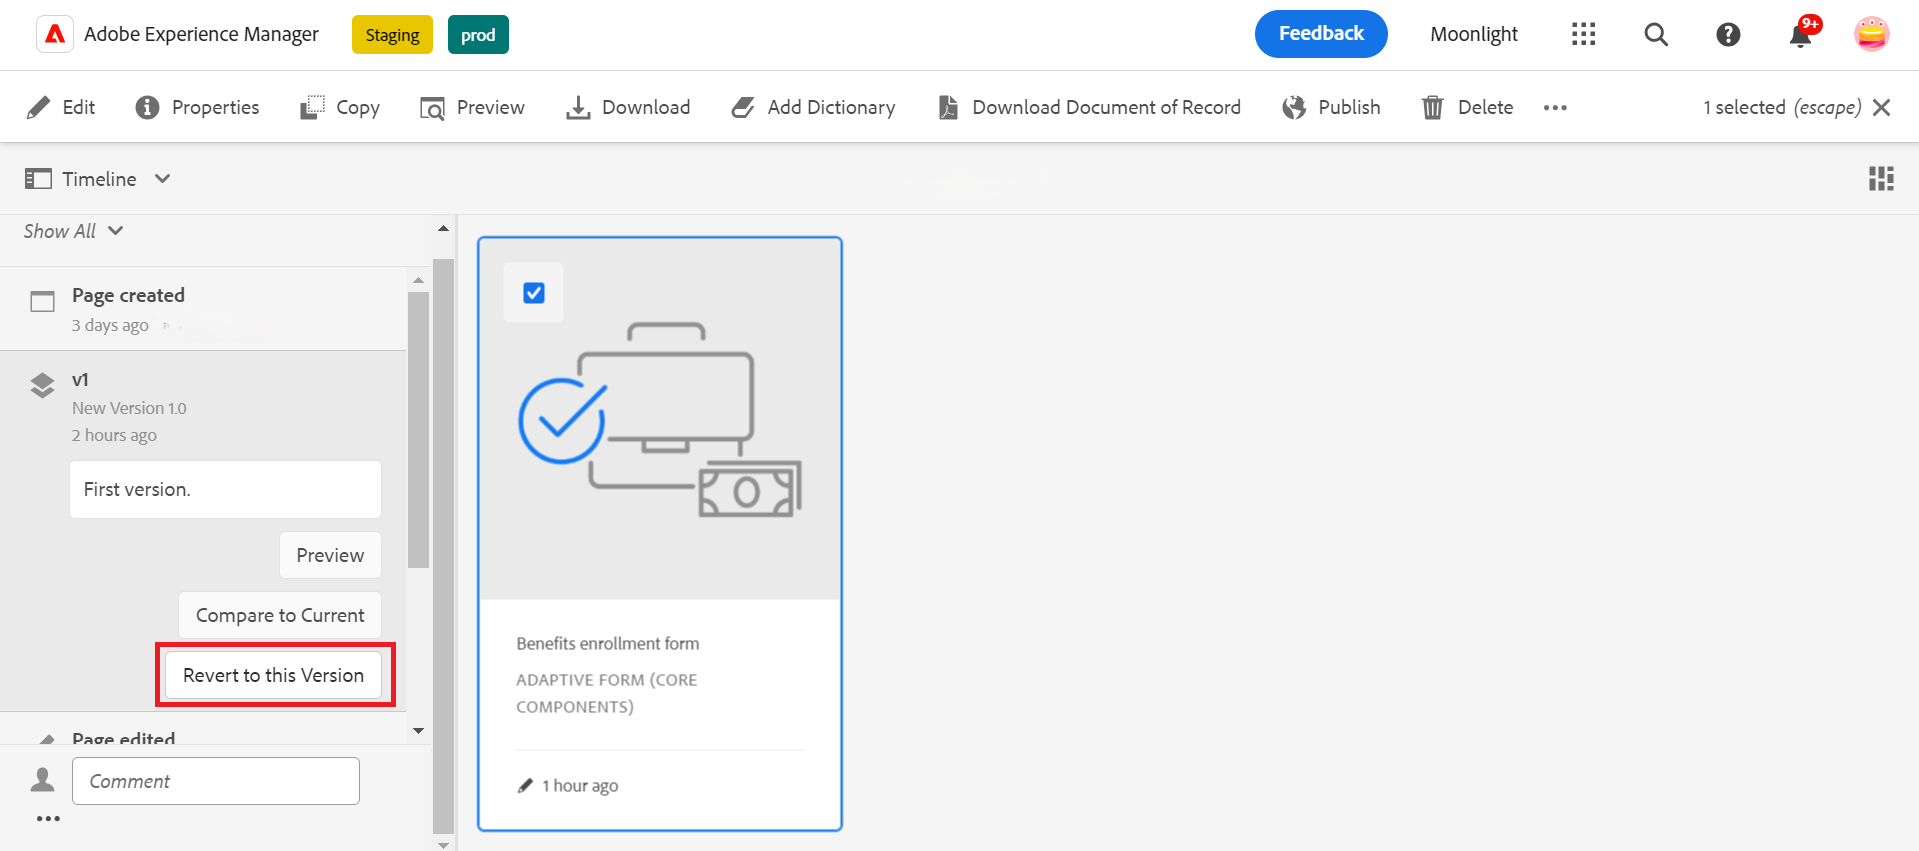 Adobe Experience Manager
Staging
prod
Feedback
Moonlight
9+
Edit
Properties
Copy
Preview
Download
Add Dictionary
Download Document of Record
Publish
Delete
1 selected (escape)
Timeline
Show All
Page created
3 days ago
v1
New Version 1.0
2 hours ago
First version.
Preview
Compare to Current
Revert to this Version
Page edited
Comment
Benefits enrollment form
ADAPTIVE FORM (CORE
COMPONENTS)
1 hour ago